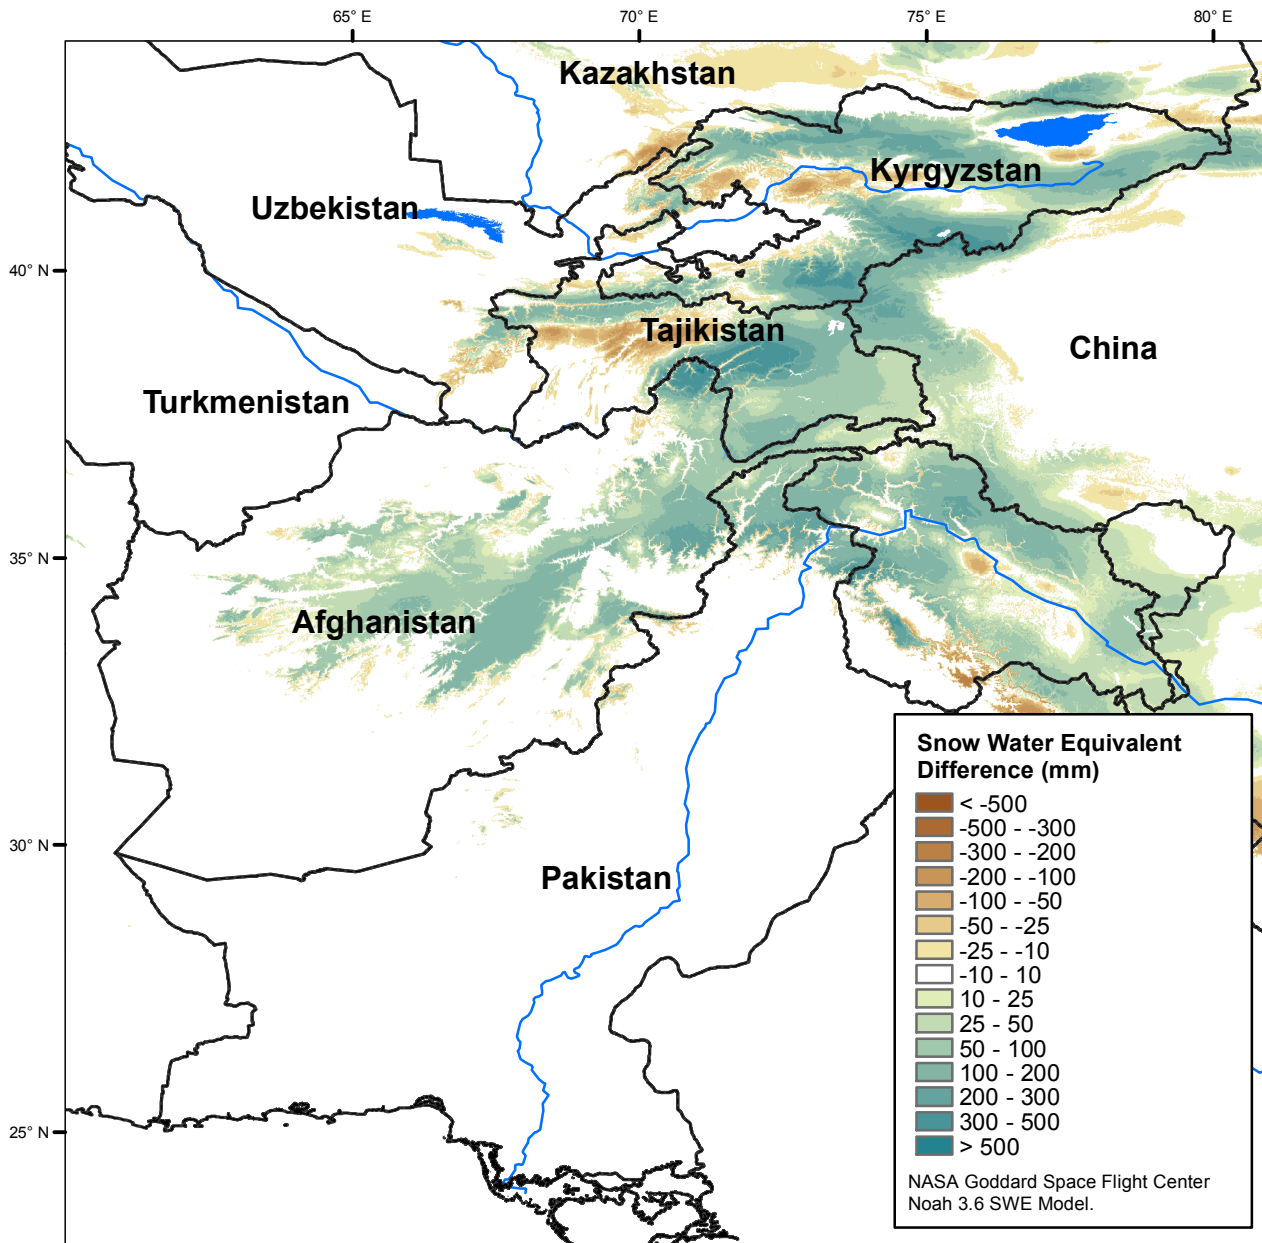 65° E
70° E
75° E
80° E
Kazakhstan
Kyrgyzstan
Uzbekistan
40° N
Tajikistan
China
Turkmenistan
35° N
Afghanistan
30° N
Pakistan
25° N
Snow Water Equivalent
Difference (mm)
< -500
-500 - -300
-300 - -200
-200 - -100
-100 - -50
-50 - -25
-25 - -10
-10 - 10
10 - 25
25 - 50
50 - 100
100 - 200
200 - 300
300 - 500
> 500
NASA Goddard Space Flight Center
Noah 3.6 SWE Model.